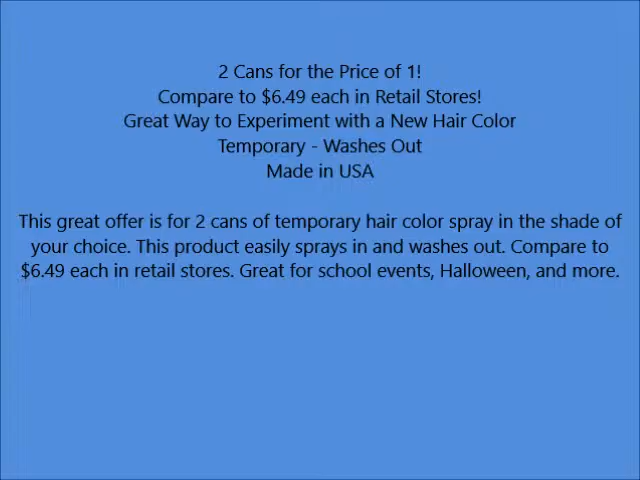 2 Cans for the Price of 1!
Compare to $6.49 each in Retail Stores!
Great Way to Experiment with a New Hair Color
Temporary - Washes Out
Made in USA
This great offer is for 2 cans of temporary hair color spray in the shade of
your choice. This product easily sprays in and washes out. Compare to
$6.49 each in retail stores. Great for school events, Halloween, and more.